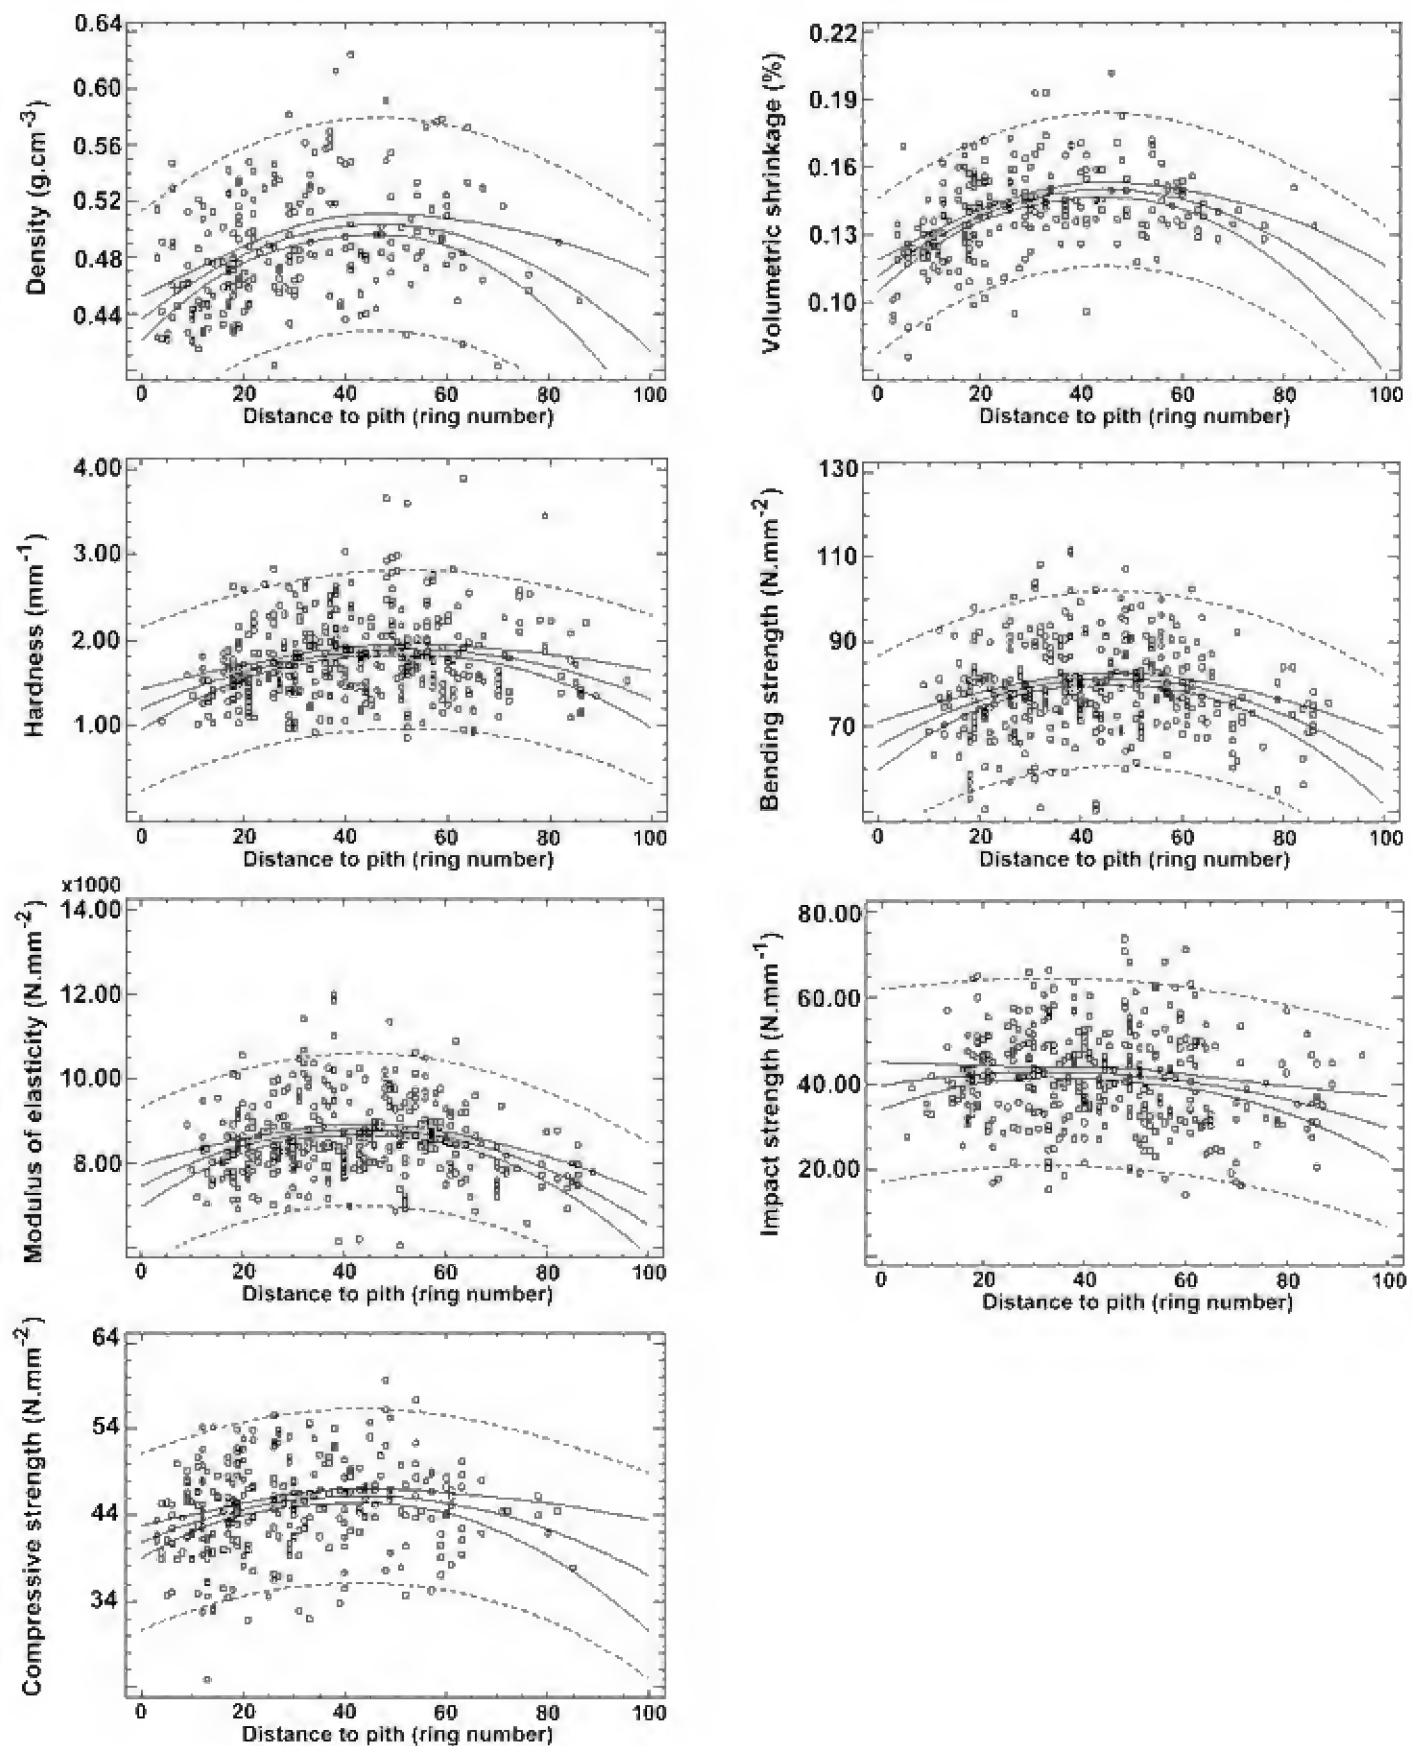 Density (g.cm-3)
0.64
0.60
0.56
0.52
0.48
0.44
0 20 40 60 80 100
Distance to pith (ring number)
Volumetric shrinkage (%)
0.22
0.19
0.16
0.13
0.10
0 20 40 60 80 100
Distance to pith (ring number)
Hardness (mm-1)
4.00
3.00
2.00
1.00
0 20 40 60 80 100
Distance to pith (ring number)
Bending strength (N.mm-2)
130
110
90
70
0 20 40 60 80 100
Distance to pith (ring number)
Modulus of elasticity (N.mm-2)
x1000
14.00
12.00
10.00
8.00
0 20 40 60 80 100
Distance to pith (ring number)
Impact strength (N.mm-1)
80.00
60.00
40.00
20.00
0 20 40 60 80 100
Distance to pith (ring number)
Compressive strength (N.mm-2)
64
54
44
34
0 20 40 60 80 100
Distance to pith (ring number)